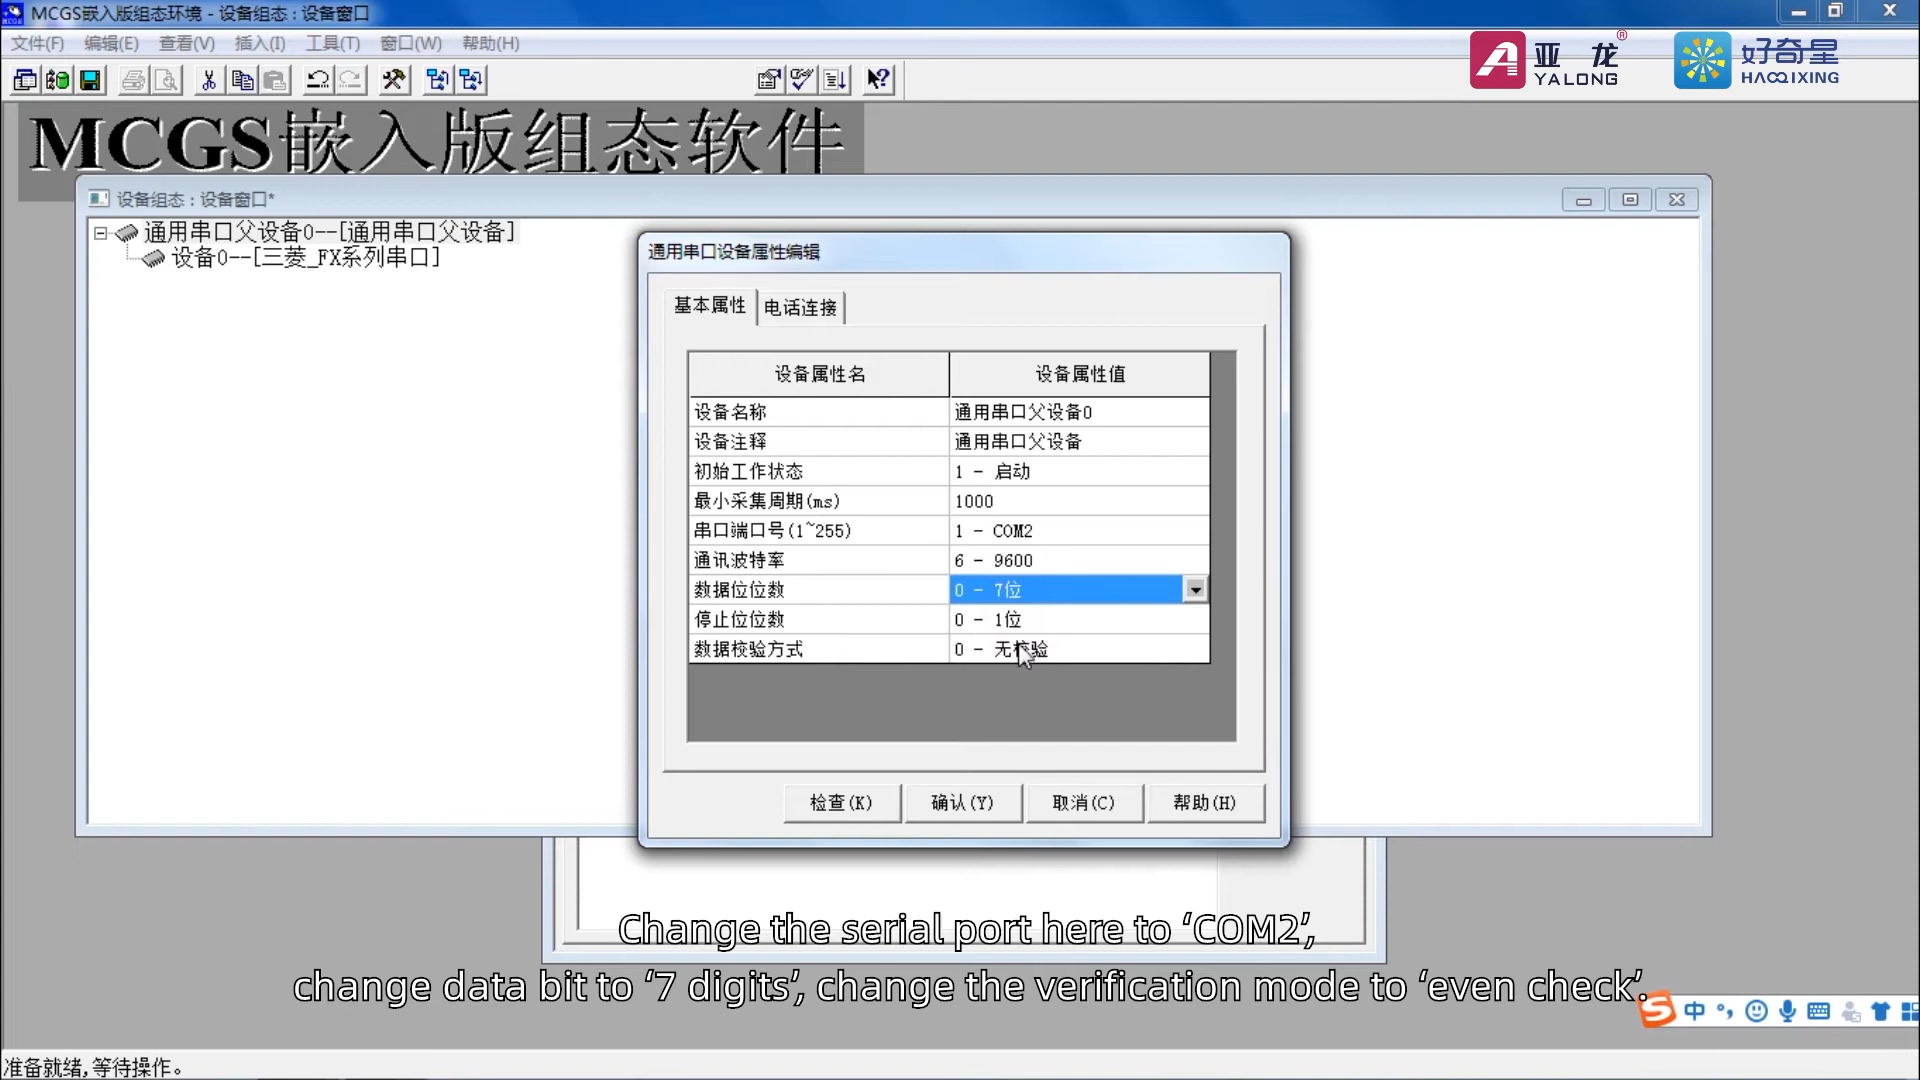 MCGS嵌入版组态环境 - 设备组态 : 设备窗口
文件(F) 编辑(E) 查看(V) 插入(I) 工具(T) 窗口(W) 帮助(H)
亚龙®
YALONG
好奇星
HAOQIXING
MCGS嵌入版组态软件
设备组态 : 设备窗口*
通用串口父设备0--[通用串口父设备]
设备0--[三菱_FX系列串口]
通用串口设备属性编辑
基本属性 电话连接
设备属性名 设备属性值
设备名称 通用串口父设备0
设备注释 通用串口父设备
初始工作状态 1 - 启动
最小采集周期(ms) 1000
串口端口号(1~255) 1 - COM2
通讯波特率 6 - 9600
数据位位数 0 - 7位
停止位位数 0 - 1位
数据校验方式 0 - 无校验
检查(K) 确认(Y) 取消(C) 帮助(H)
Change the serial port here to ‘COM2’,
change data bit to ‘7 digits’, change the verification mode to ‘even check’.
中
准备就绪,等待操作。